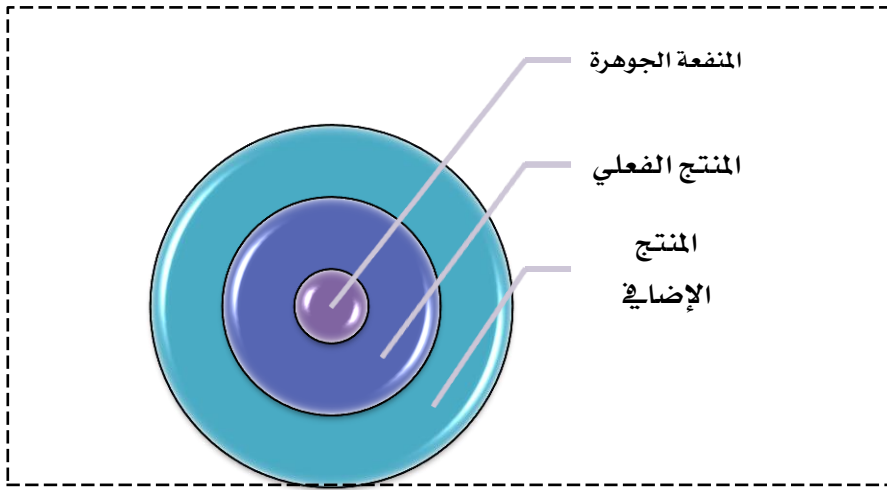 المنفعة الجوهرة
المنتج الفعلي
المنتج
الإضافي